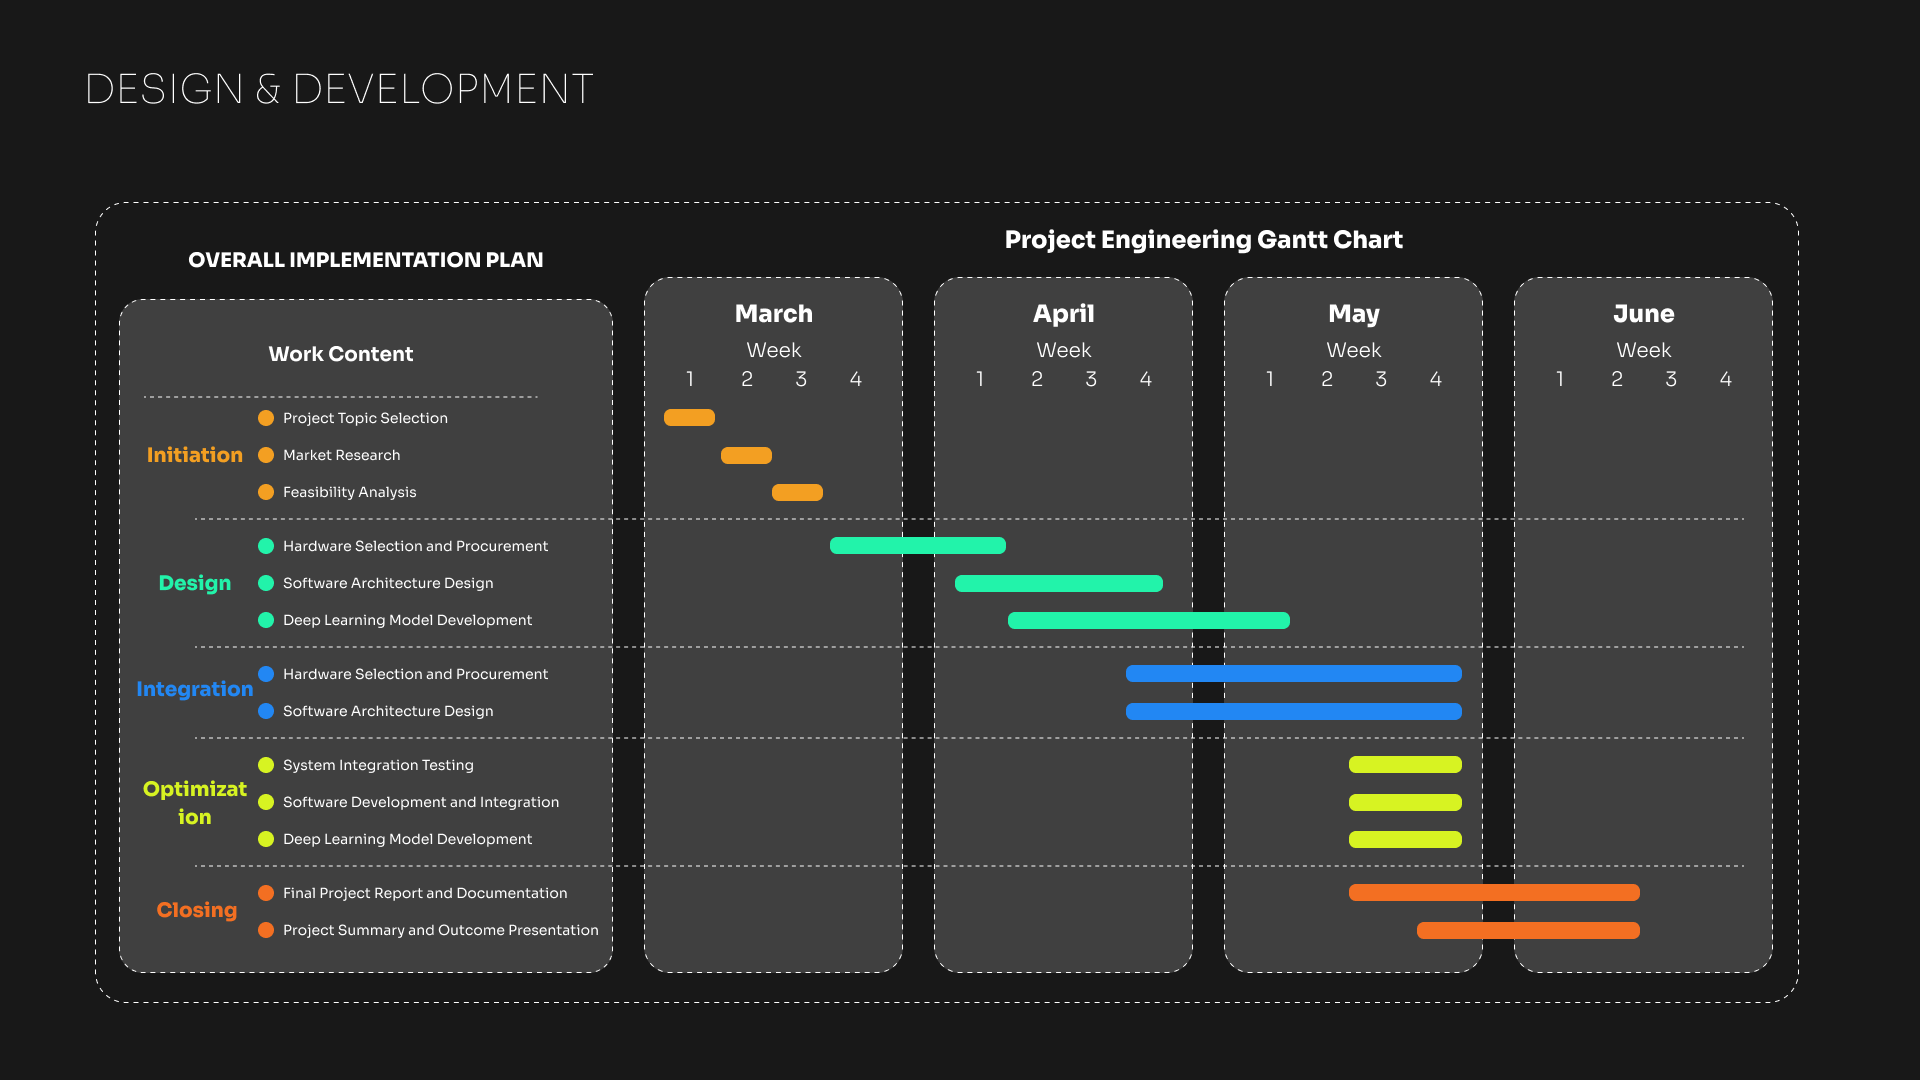 DESIGN & DEVELOPMENT
Project Engineering Gantt Chart
OVERALL IMPLEMENTATION PLAN
March
April
May
June
Week
Week
Week
Week
Work Content
1 2 3 4
1 2 3 4
1 2 3 4
1 2 3 4
Initiation
Project Topic Selection
Market Research
Feasibility Analysis
Design
Hardware Selection and Procurement
Software Architecture Design
Deep Learning Model Development
Integration
Hardware Selection and Procurement
Software Architecture Design
Optimizat
ion
System Integration Testing
Software Development and Integration
Deep Learning Model Development
Closing
Final Project Report and Documentation
Project Summary and Outcome Presentation